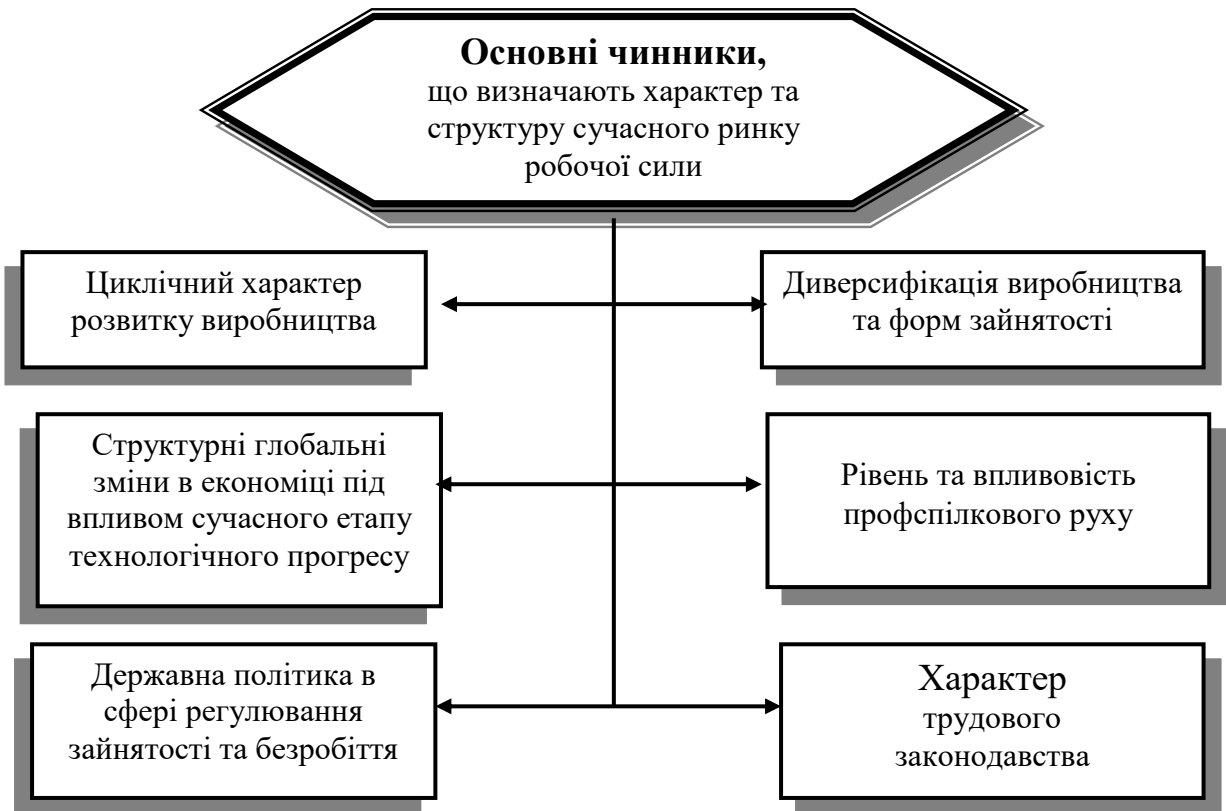 Основні чинники,
що визначають характер та
структуру сучасного ринку
робочої сили
Циклічний характер
розвитку виробництва
Диверсифікація виробництва
та форм зайнятості
Структурні глобальні
зміни в економіці під
впливом сучасного етапу
технологічного прогресу
Рівень та впливовість
профспілкового руху
Державна політика в
сфері регулювання
зайнятості та безробіття
Характер
трудового
законодавства